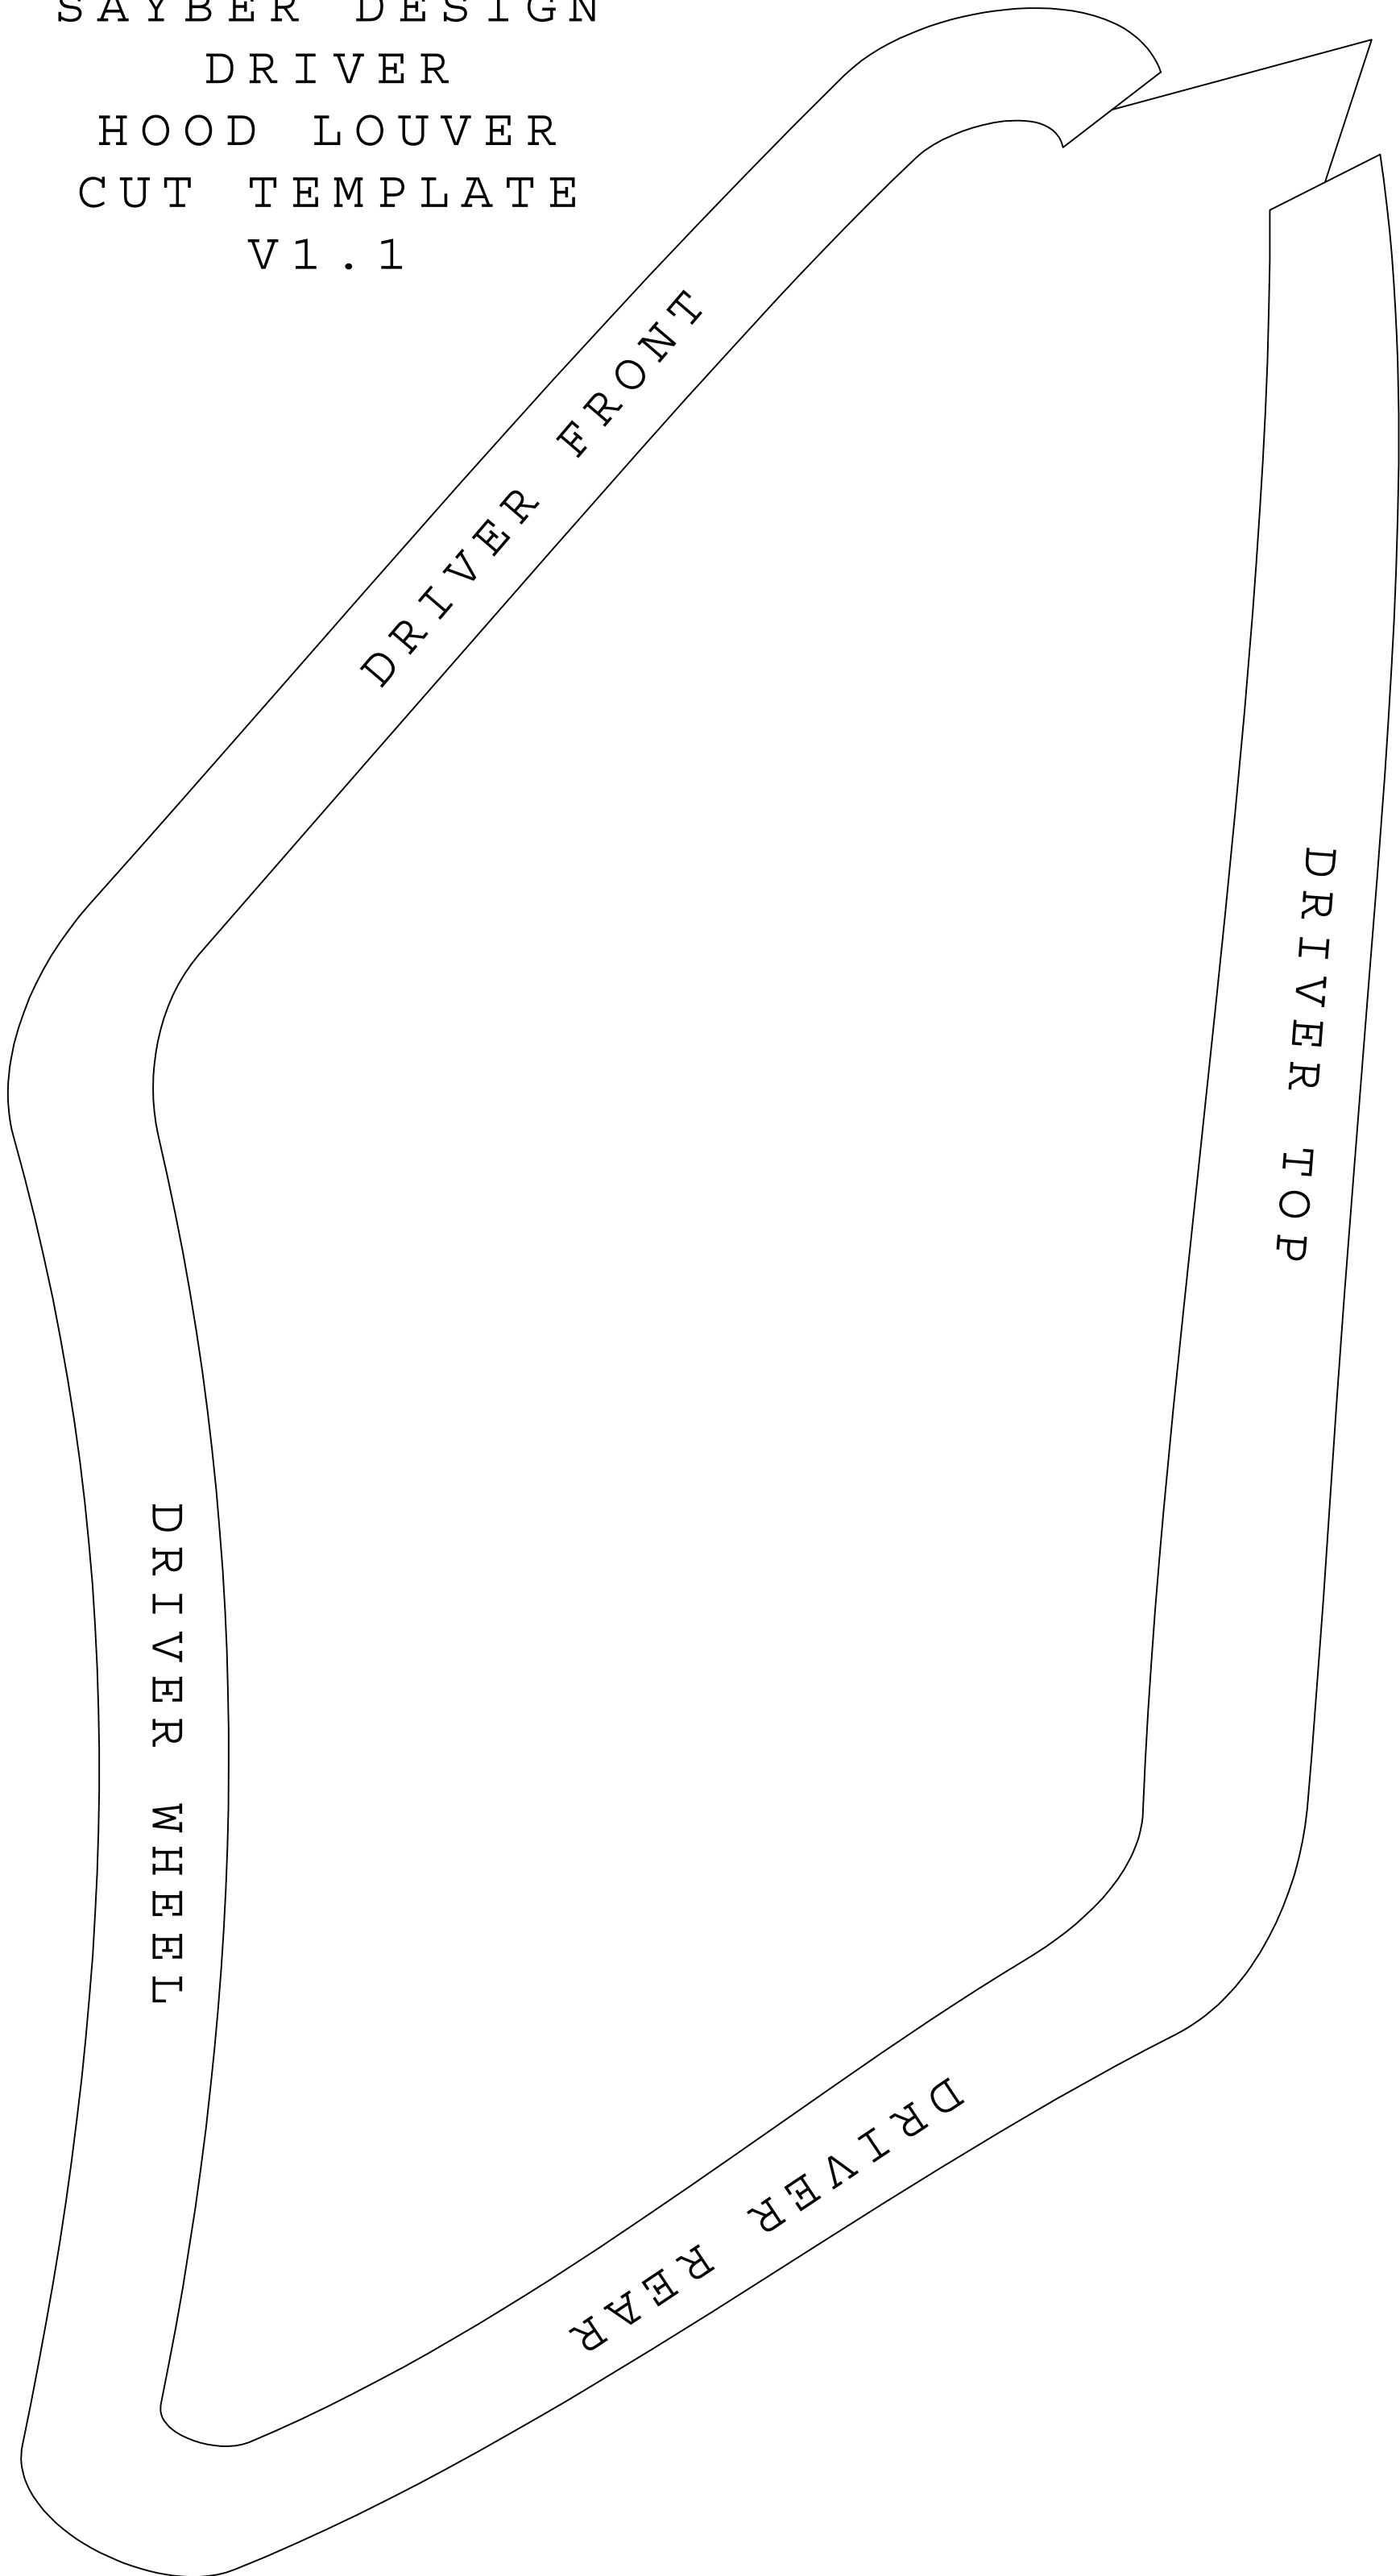 SAYBER DESIGN
DRIVER
HOOD LOUVER
CUT TEMPLATE
V1.1
DRIVER FRONT
DRIVER TOP
DRIVER WHEEL
DRIVER REAR